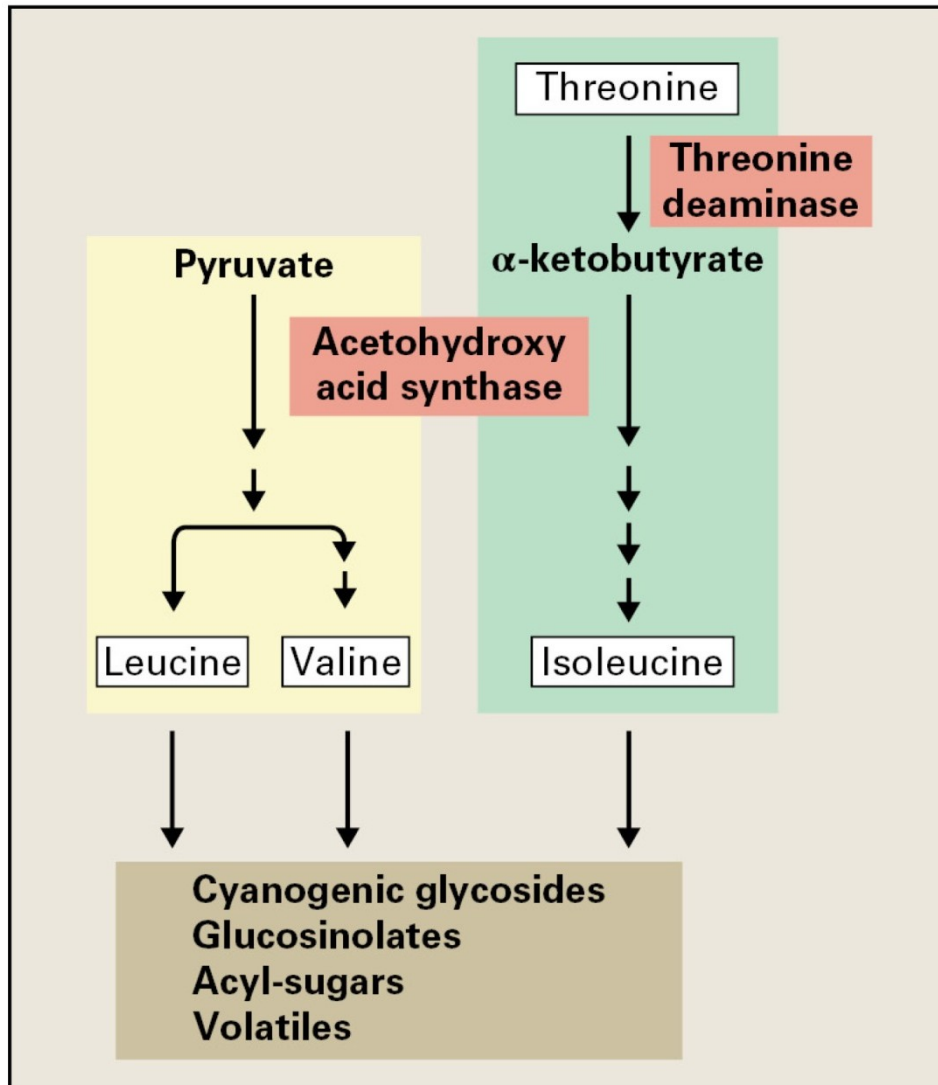 Threonine
Threonine
deaminase
Pyruvate
α-ketobutyrate
Acetohydroxy
acid synthase
Leucine
Valine
Isoleucine
Cyanogenic glycosides
Glucosinolates
Acyl-sugars
Volatiles